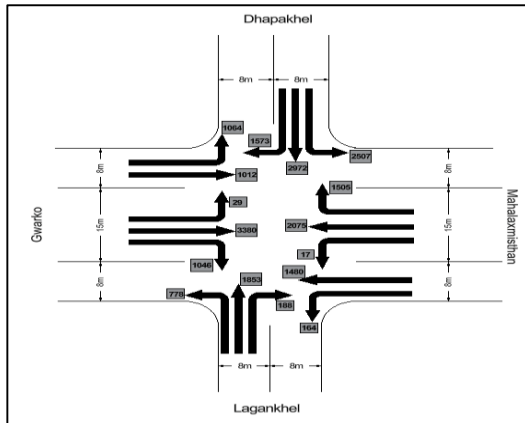 Dhapakhel
8m
8m
1064
1573
2507
2972
8m
1012
1505
8m
29
Gwarko
15m
3380
2075
15m
Mahalaxmisthan
17
1046
1480
1853
8m
778
188
8m
164
8m
8m
Lagankhel